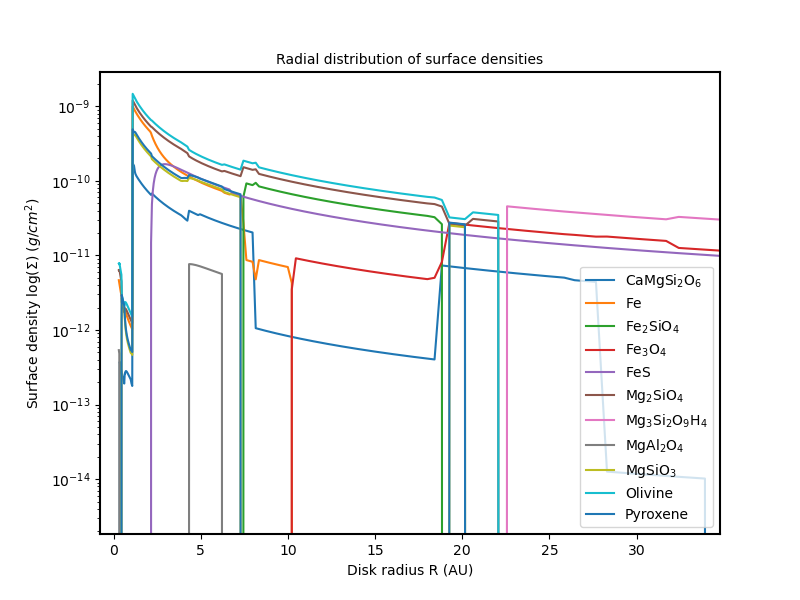 Radial distribution of surface densities
Surface density log(Σ) (g/cm²)
10⁻⁹
10⁻¹⁰
10⁻¹¹
10⁻¹²
10⁻¹³
10⁻¹⁴
CaMgSi₂O₆
Fe
Fe₂SiO₄
Fe₃O₄
FeS
Mg₂SiO₄
Mg₃Si₂O₉H₄
MgAl₂O₄
MgSiO₃
Olivine
Pyroxene
0 5 10 15 20 25 30
Disk radius R (AU)